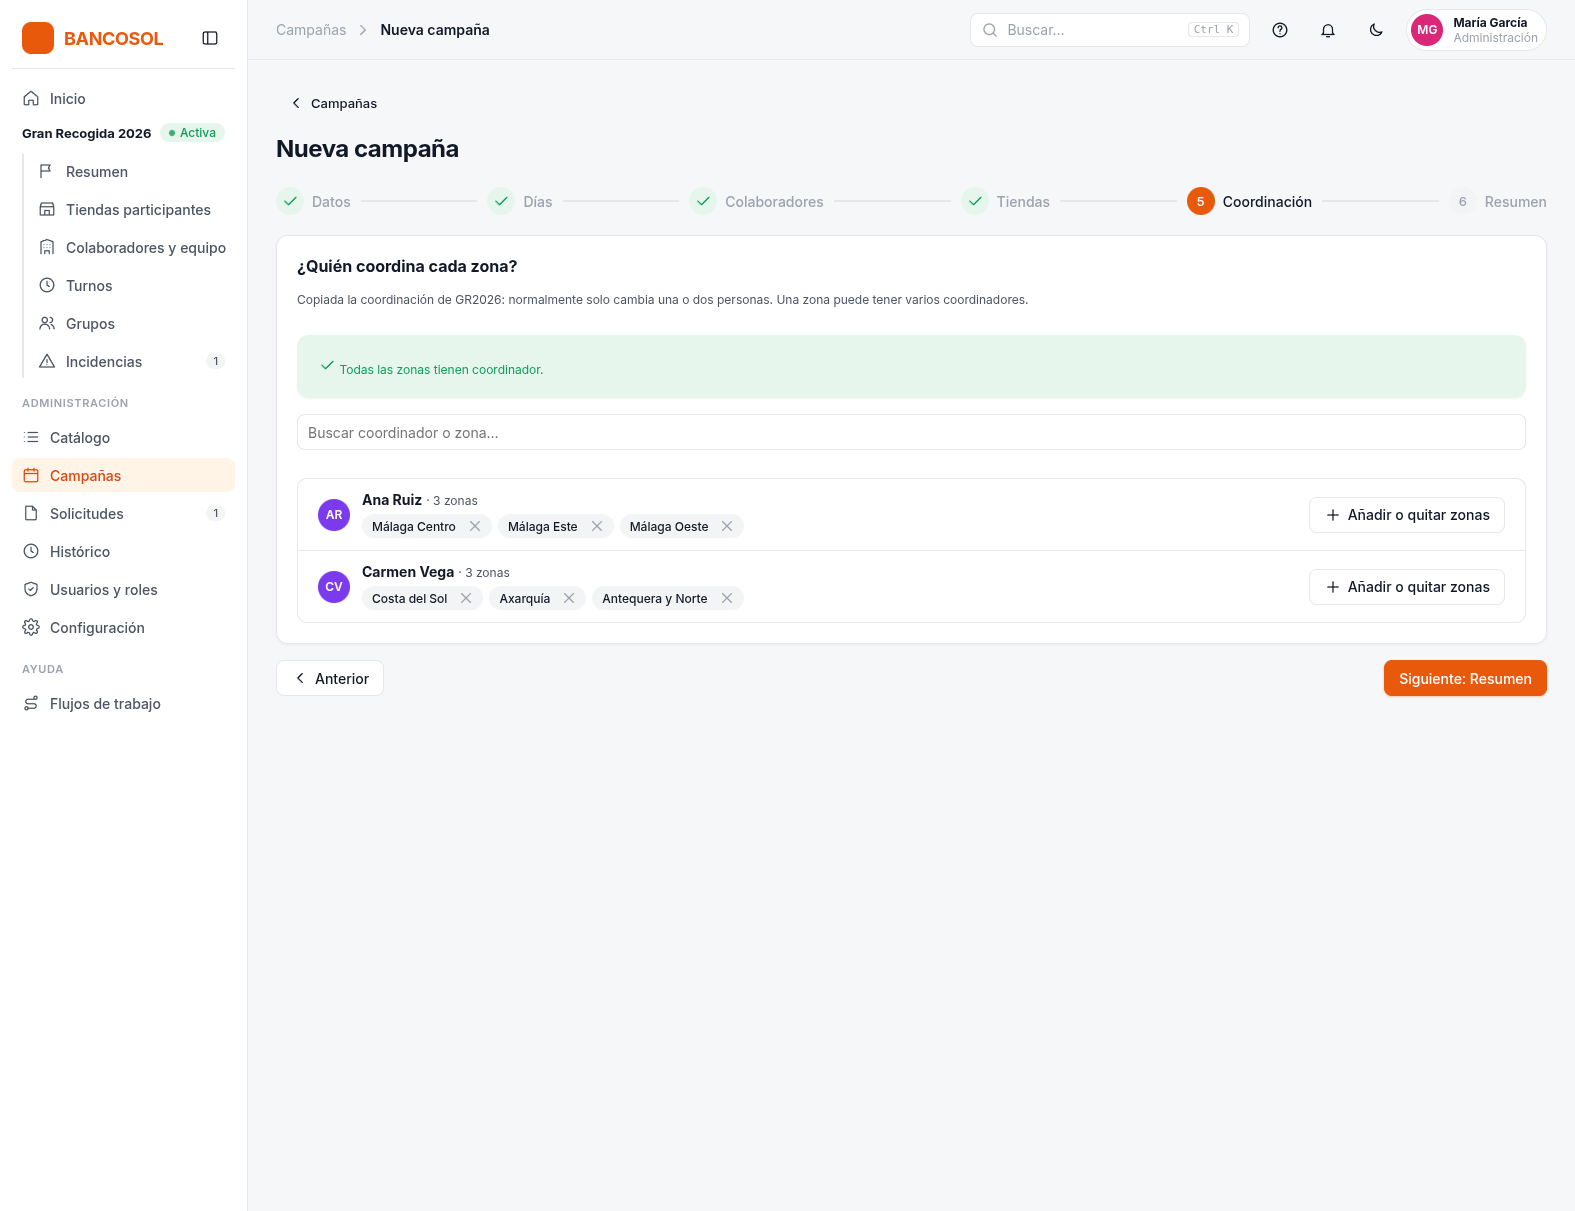 BANCOSOL
Inicio
Gran Recogida 2026 Activa
Resumen
Tiendas participantes
Colaboradores y equipo
Turnos
Grupos
Incidencias 1
ADMINISTRACIÓN
Catálogo
Campañas
Solicitudes 1
Histórico
Usuarios y roles
Configuración
AYUDA
Flujos de trabajo
Campañas Nueva campaña
Buscar... Ctrl K
MG María García
Administración
Campañas
Nueva campaña
Datos Días Colaboradores Tiendas 5 Coordinación 6 Resumen
¿Quién coordina cada zona?
Copiada la coordinación de GR2026: normalmente solo cambia una o dos personas. Una zona puede tener varios coordinadores.
Todas las zonas tienen coordinador.
Buscar coordinador o zona...
AR Ana Ruiz · 3 zonas
Málaga Centro Málaga Este Málaga Oeste
Añadir o quitar zonas
CV Carmen Vega · 3 zonas
Costa del Sol Axarquía Antequera y Norte
Añadir o quitar zonas
Anterior Siguiente: Resumen